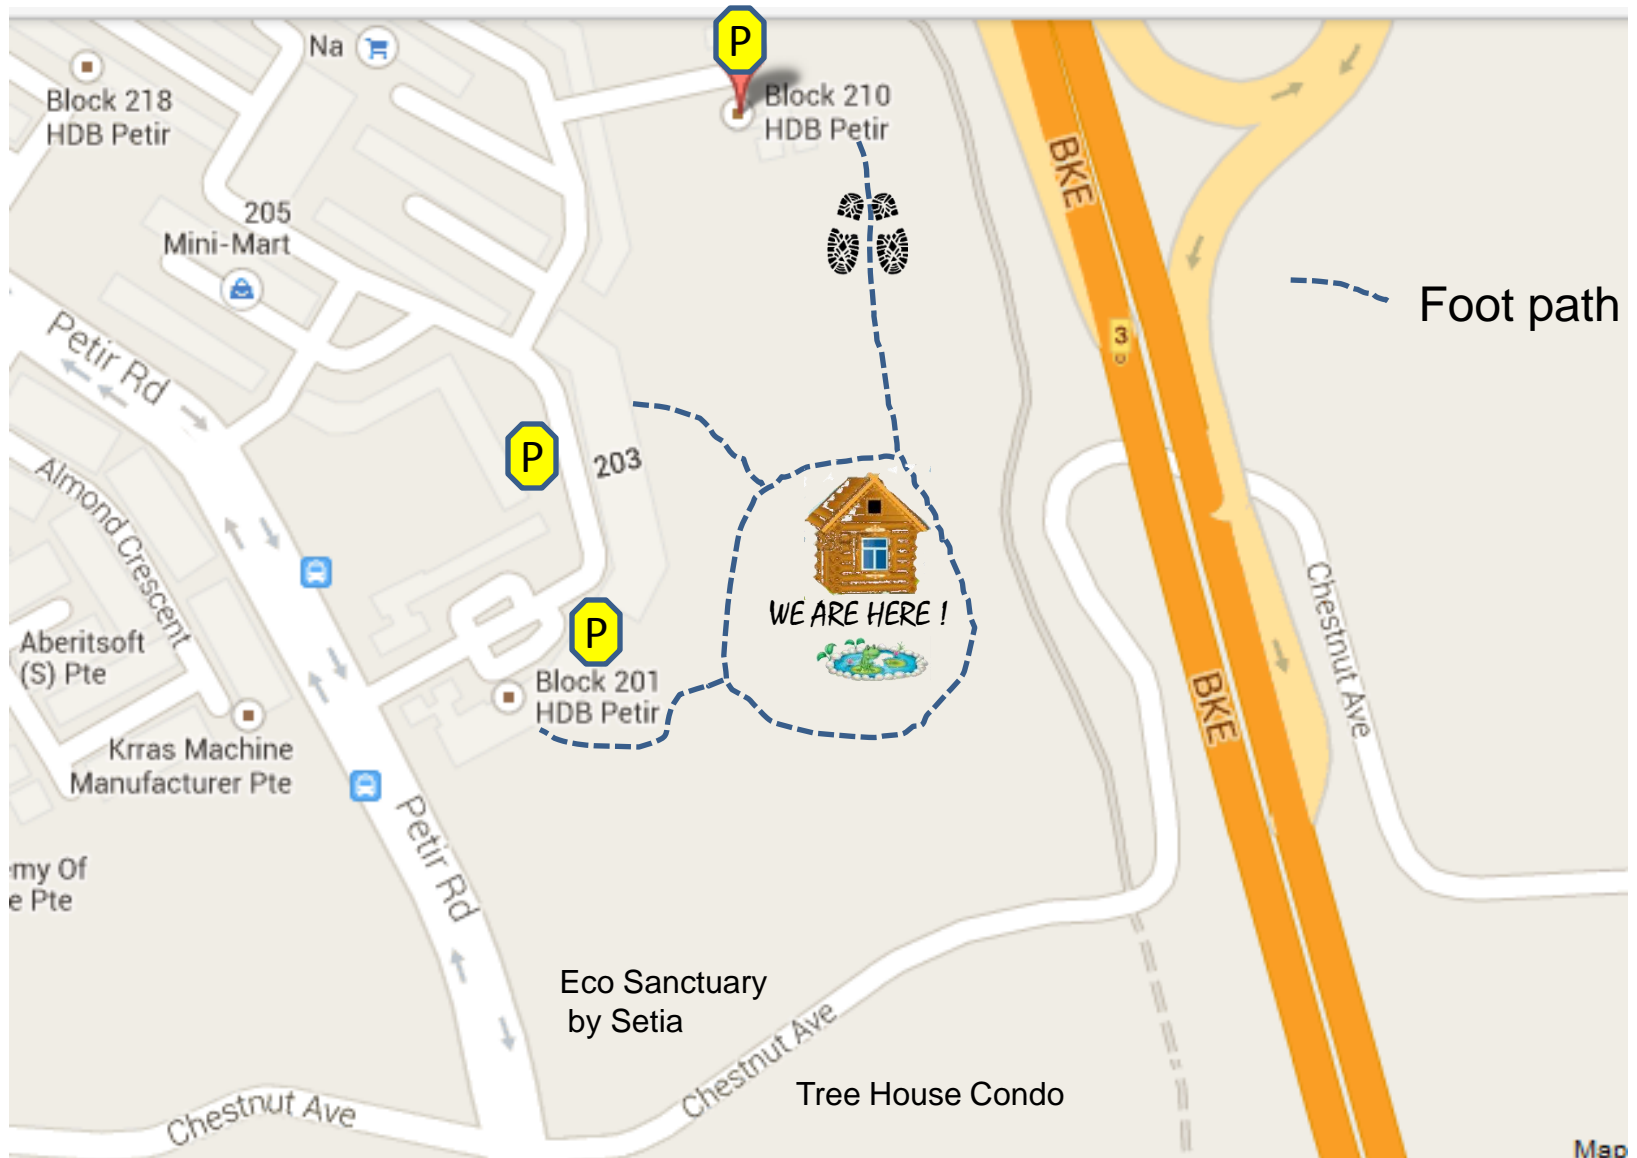 P
Na
Block 218
HDB Petir
Block 210
HDB Petir
BKE
205
Mini-Mart
3
Foot path
Petir Rd
P
203
Almond Crescent
WE ARE HERE !
Chestnut Ave
P
Aberitsoft
(S) Pte
Block 201
HDB Petir
BKE
Krras Machine
Manufacturer Pte
Petir Rd
emy Of
e Pte
Eco Sanctuary
by Setia
Chestnut Ave
Tree House Condo
Chestnut Ave
Map